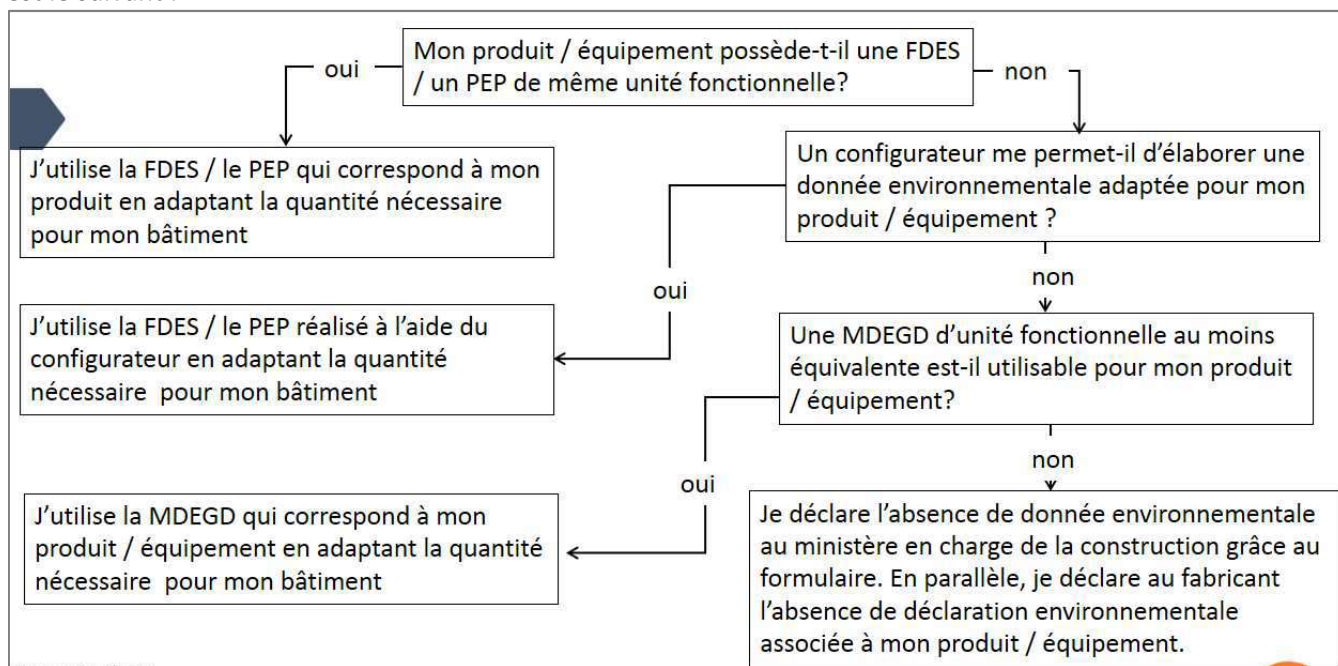 Mon produit / équipement possède-t-il une FDES
/ un PEP de même unité fonctionnelle?
oui
non
J'utilise la FDES / le PEP qui correspond à mon
produit en adaptant la quantité nécessaire
pour mon bâtiment
Un configurateur me permet-il d'élaborer une
donnée environnementale adaptée pour mon
produit / équipement ?
oui
non
J'utilise la FDES / le PEP réalisé à l'aide du
configurateur en adaptant la quantité
nécessaire pour mon bâtiment
Une MDEGD d'unité fonctionnelle au moins
équivalente est-il utilisable pour mon produit
/ équipement?
oui
non
J'utilise la MDEGD qui correspond à mon
produit / équipement en adaptant la quantité
nécessaire pour mon bâtiment
Je déclare l'absence de donnée environnementale
au ministère en charge de la construction grâce au
formulaire. En parallèle, je déclare au fabricant
l'absence de déclaration environnementale
associée à mon produit / équipement.